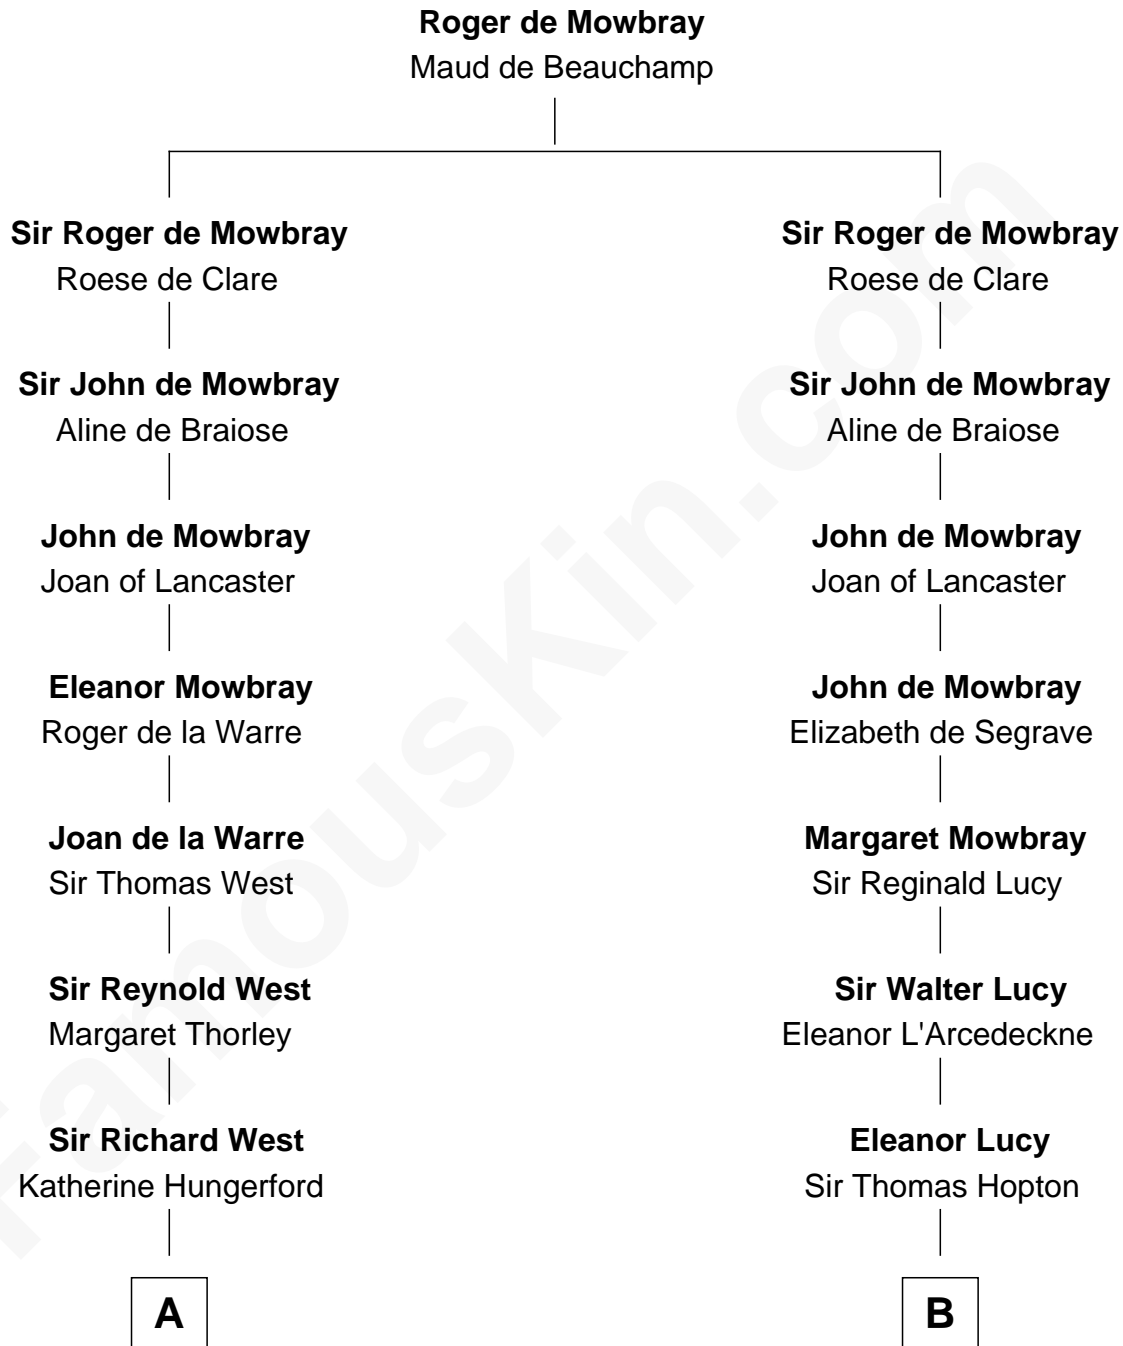 Roger de Mowbray
Maud de Beauchamp
Sir Roger de Mowbray
Roese de Clare
Sir John de Mowbray
Aline de Braiose
John de Mowbray
Joan of Lancaster
Eleanor Mowbray
Roger de la Warre
Joan de la Warre
Sir Thomas West
Sir Reynold West
Margaret Thorley
Sir Richard West
Katherine Hungerford
A
Sir Roger de Mowbray
Roese de Clare
Sir John de Mowbray
Aline de Braiose
John de Mowbray
Joan of Lancaster
John de Mowbray
Elizabeth de Segrave
Margaret Mowbray
Sir Reginald Lucy
Sir Walter Lucy
Eleanor L'Arcedeckne
Eleanor Lucy
Sir Thomas Hopton
B
FamousKin.com